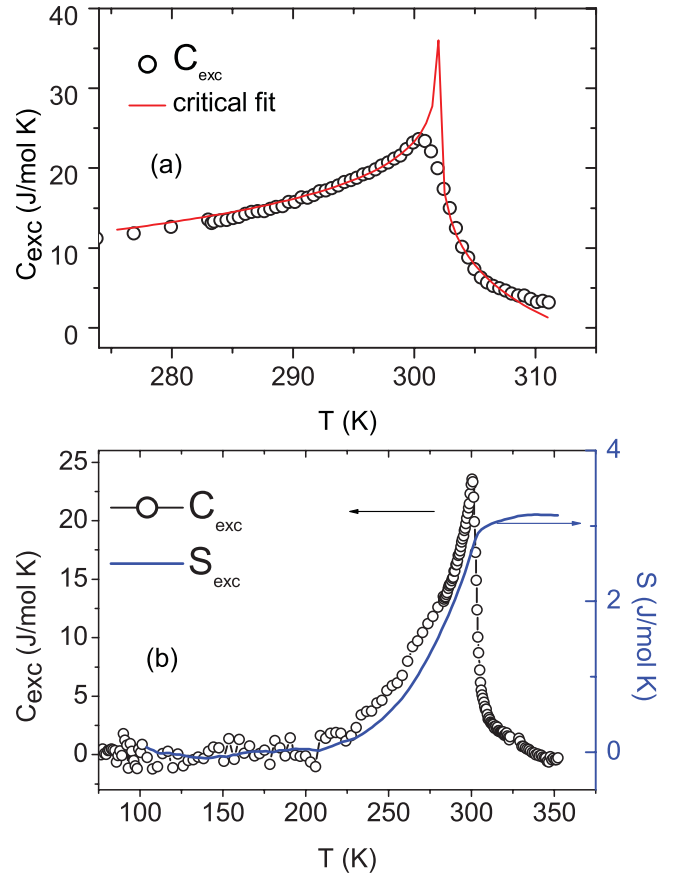 40
30
20
10
0
C_exc (J/mol K)
C_exc
critical fit
(a)
280 290 300 310
T (K)
25
20
15
10
5
0
C_exc (J/mol K)
C_exc
S_exc
(b)
4
2
0
S (J/mol K)
100 150 200 250 300 350
T (K)